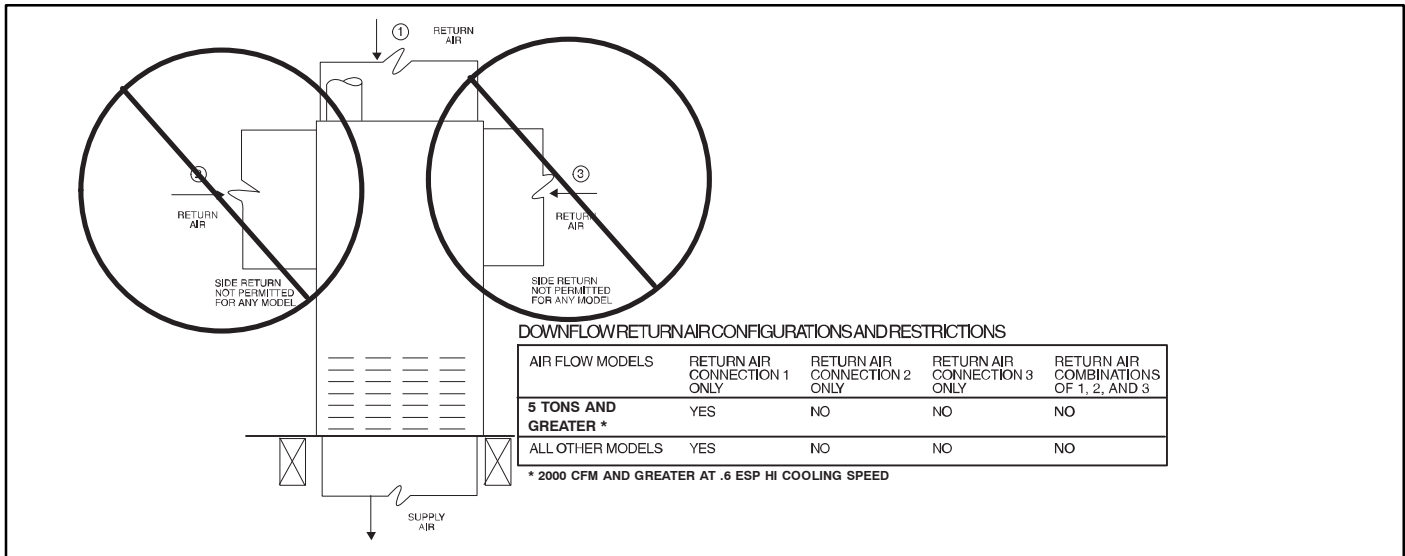 ① RETURN
AIR
②
RETURN
AIR
SIDE RETURN
NOT PERMITTED
FOR ANY MODEL
③
RETURN
AIR
SIDE RETURN
NOT PERMITTED
FOR ANY MODEL
DOWNFLOW RETURN AIR CONFIGURATIONS AND RESTRICTIONS
AIR FLOW MODELS
RETURN AIR
CONNECTION 1
ONLY
RETURN AIR
CONNECTION 2
ONLY
RETURN AIR
CONNECTION 3
ONLY
RETURN AIR
COMBINATIONS
OF 1, 2, AND 3
5 TONS AND
GREATER *
YES NO NO NO
ALL OTHER MODELS YES NO NO NO
* 2000 CFM AND GREATER AT .6 ESP HI COOLING SPEED
SUPPLY
AIR